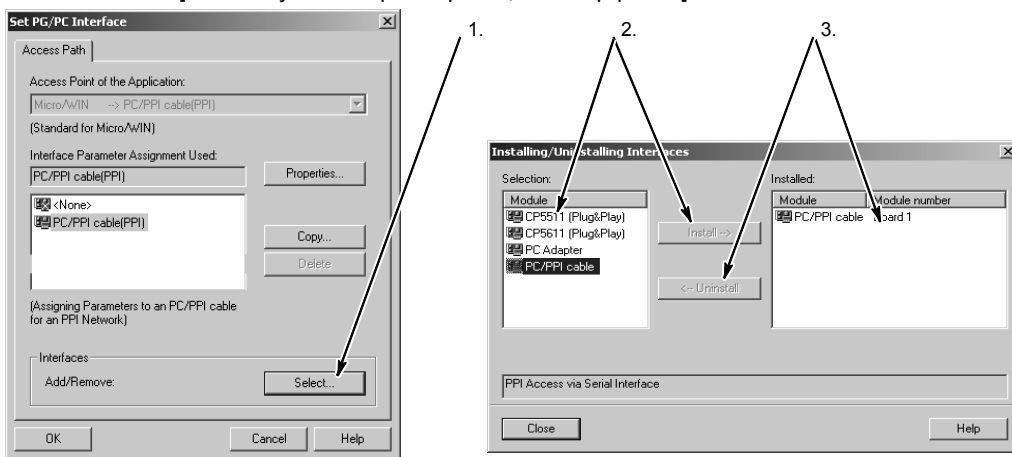 Set PG/PC Interface
Access Path
Access Point of the Application:
Micro/WIN --> PC/PPI cable(PPI)
(Standard for Micro/WIN)
Interface Parameter Assignment Used:
PC/PPI cable(PPI)
Properties...
<None>
PC/PPI cable(PPI)
Copy...
Delete
(Assigning Parameters to an PC/PPI cable
for an PPI Network)
Interfaces
Add/Remove:
Select...
OK
Cancel
Help
1.
2.
3.
Installing/Uninstalling Interfaces
Selection:
Installed:
Module
Module
Module number
CP5511 (Plug&Play)
CP5611 (Plug&Play)
PC Adapter
PC/PPI cable
Install -->
<-- Uninstall
PC/PPI cable
Board 1
PPI Access via Serial Interface
Close
Help